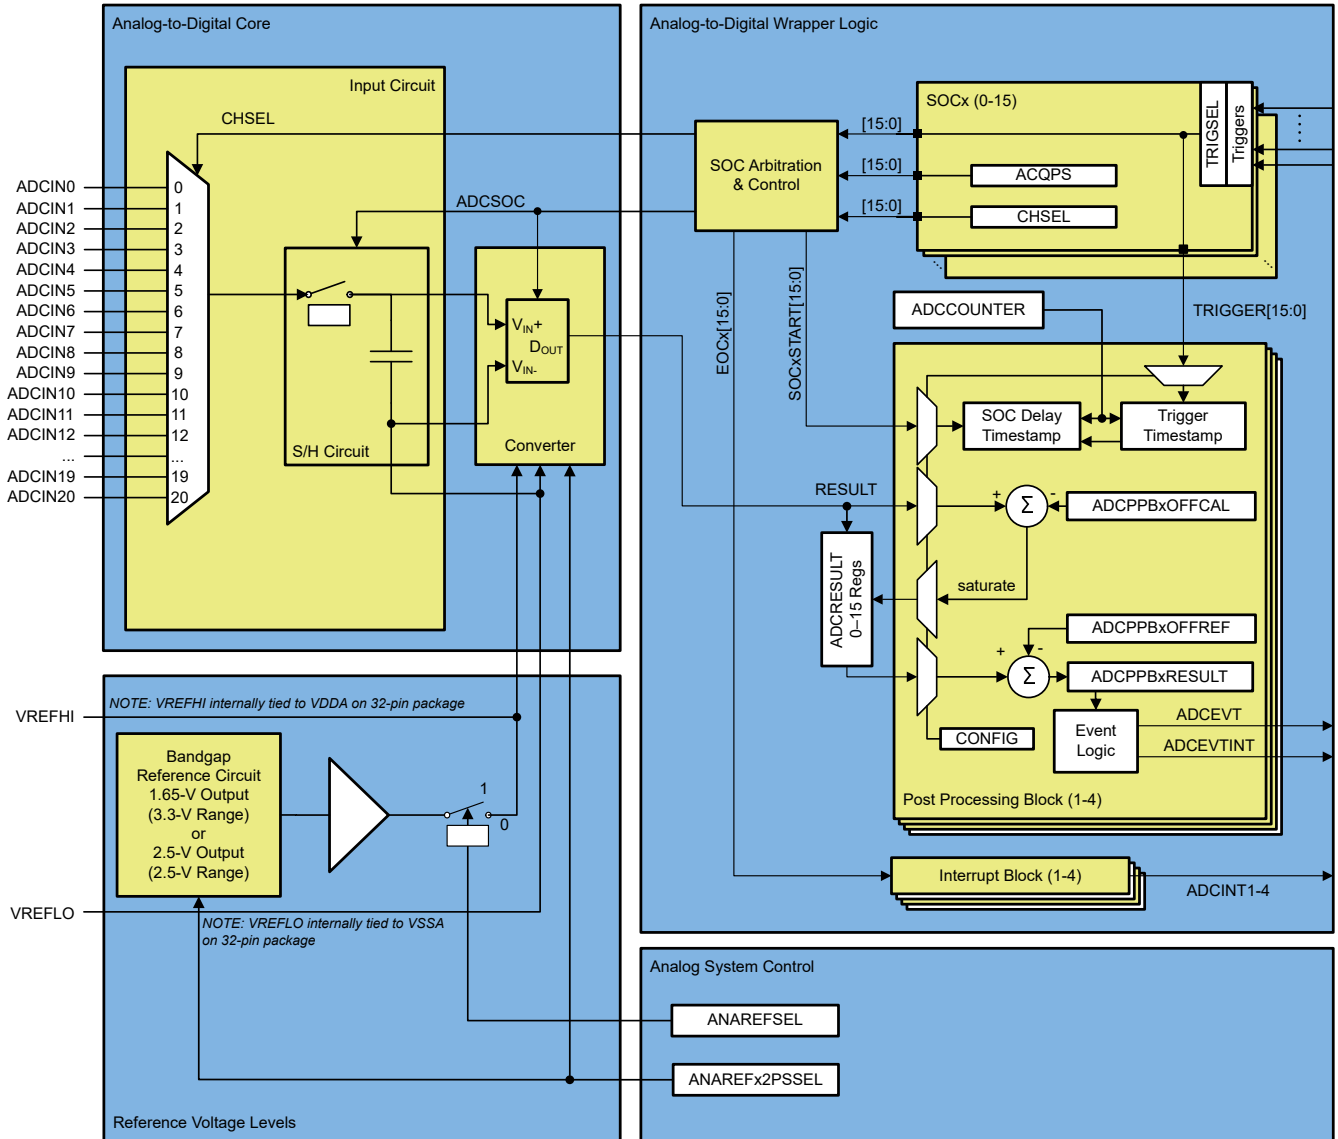 Analog-to-Digital Core
Input Circuit
CHSEL
ADCIN0
ADCIN1
ADCIN2
ADCIN3
ADCIN4
ADCIN5
ADCIN6
ADCIN7
ADCIN8
ADCIN9
ADCIN10
ADCIN11
ADCIN12
...
ADCIN19
ADCIN20
0
1
2
3
4
5
6
7
8
9
10
11
12
...
19
20
ADCSOC
S/H Circuit
VIN+
DOUT
VIN-
Converter
Analog-to-Digital Wrapper Logic
SOC Arbitration
& Control
[15:0]
[15:0]
[15:0]
SOCx (0-15)
ACQPS
CHSEL
TRIGSEL
Triggers
EOCx[15:0]
SOCxSTART[15:0]
ADCCOUNTER
TRIGGER[15:0]
SOC Delay
Timestamp
Trigger
Timestamp
RESULT
+
Σ
-
ADCPPBxOFFCAL
ADCRESULT
0–15 Regs
saturate
ADCPPBxOFFREF
+
-
Σ
ADCPPBxRESULT
CONFIG
Event
Logic
ADCEVT
ADCEVTINT
Post Processing Block (1-4)
Interrupt Block (1-4)
ADCINT1-4
VREFHI
NOTE: VREFHI internally tied to VDDA on 32-pin package
Bandgap
Reference Circuit
1.65-V Output
(3.3-V Range)
or
2.5-V Output
(2.5-V Range)
1
0
VREFLO
NOTE: VREFLO internally tied to VSSA
on 32-pin package
Reference Voltage Levels
Analog System Control
ANAREFSEL
ANAREFx2PSSEL